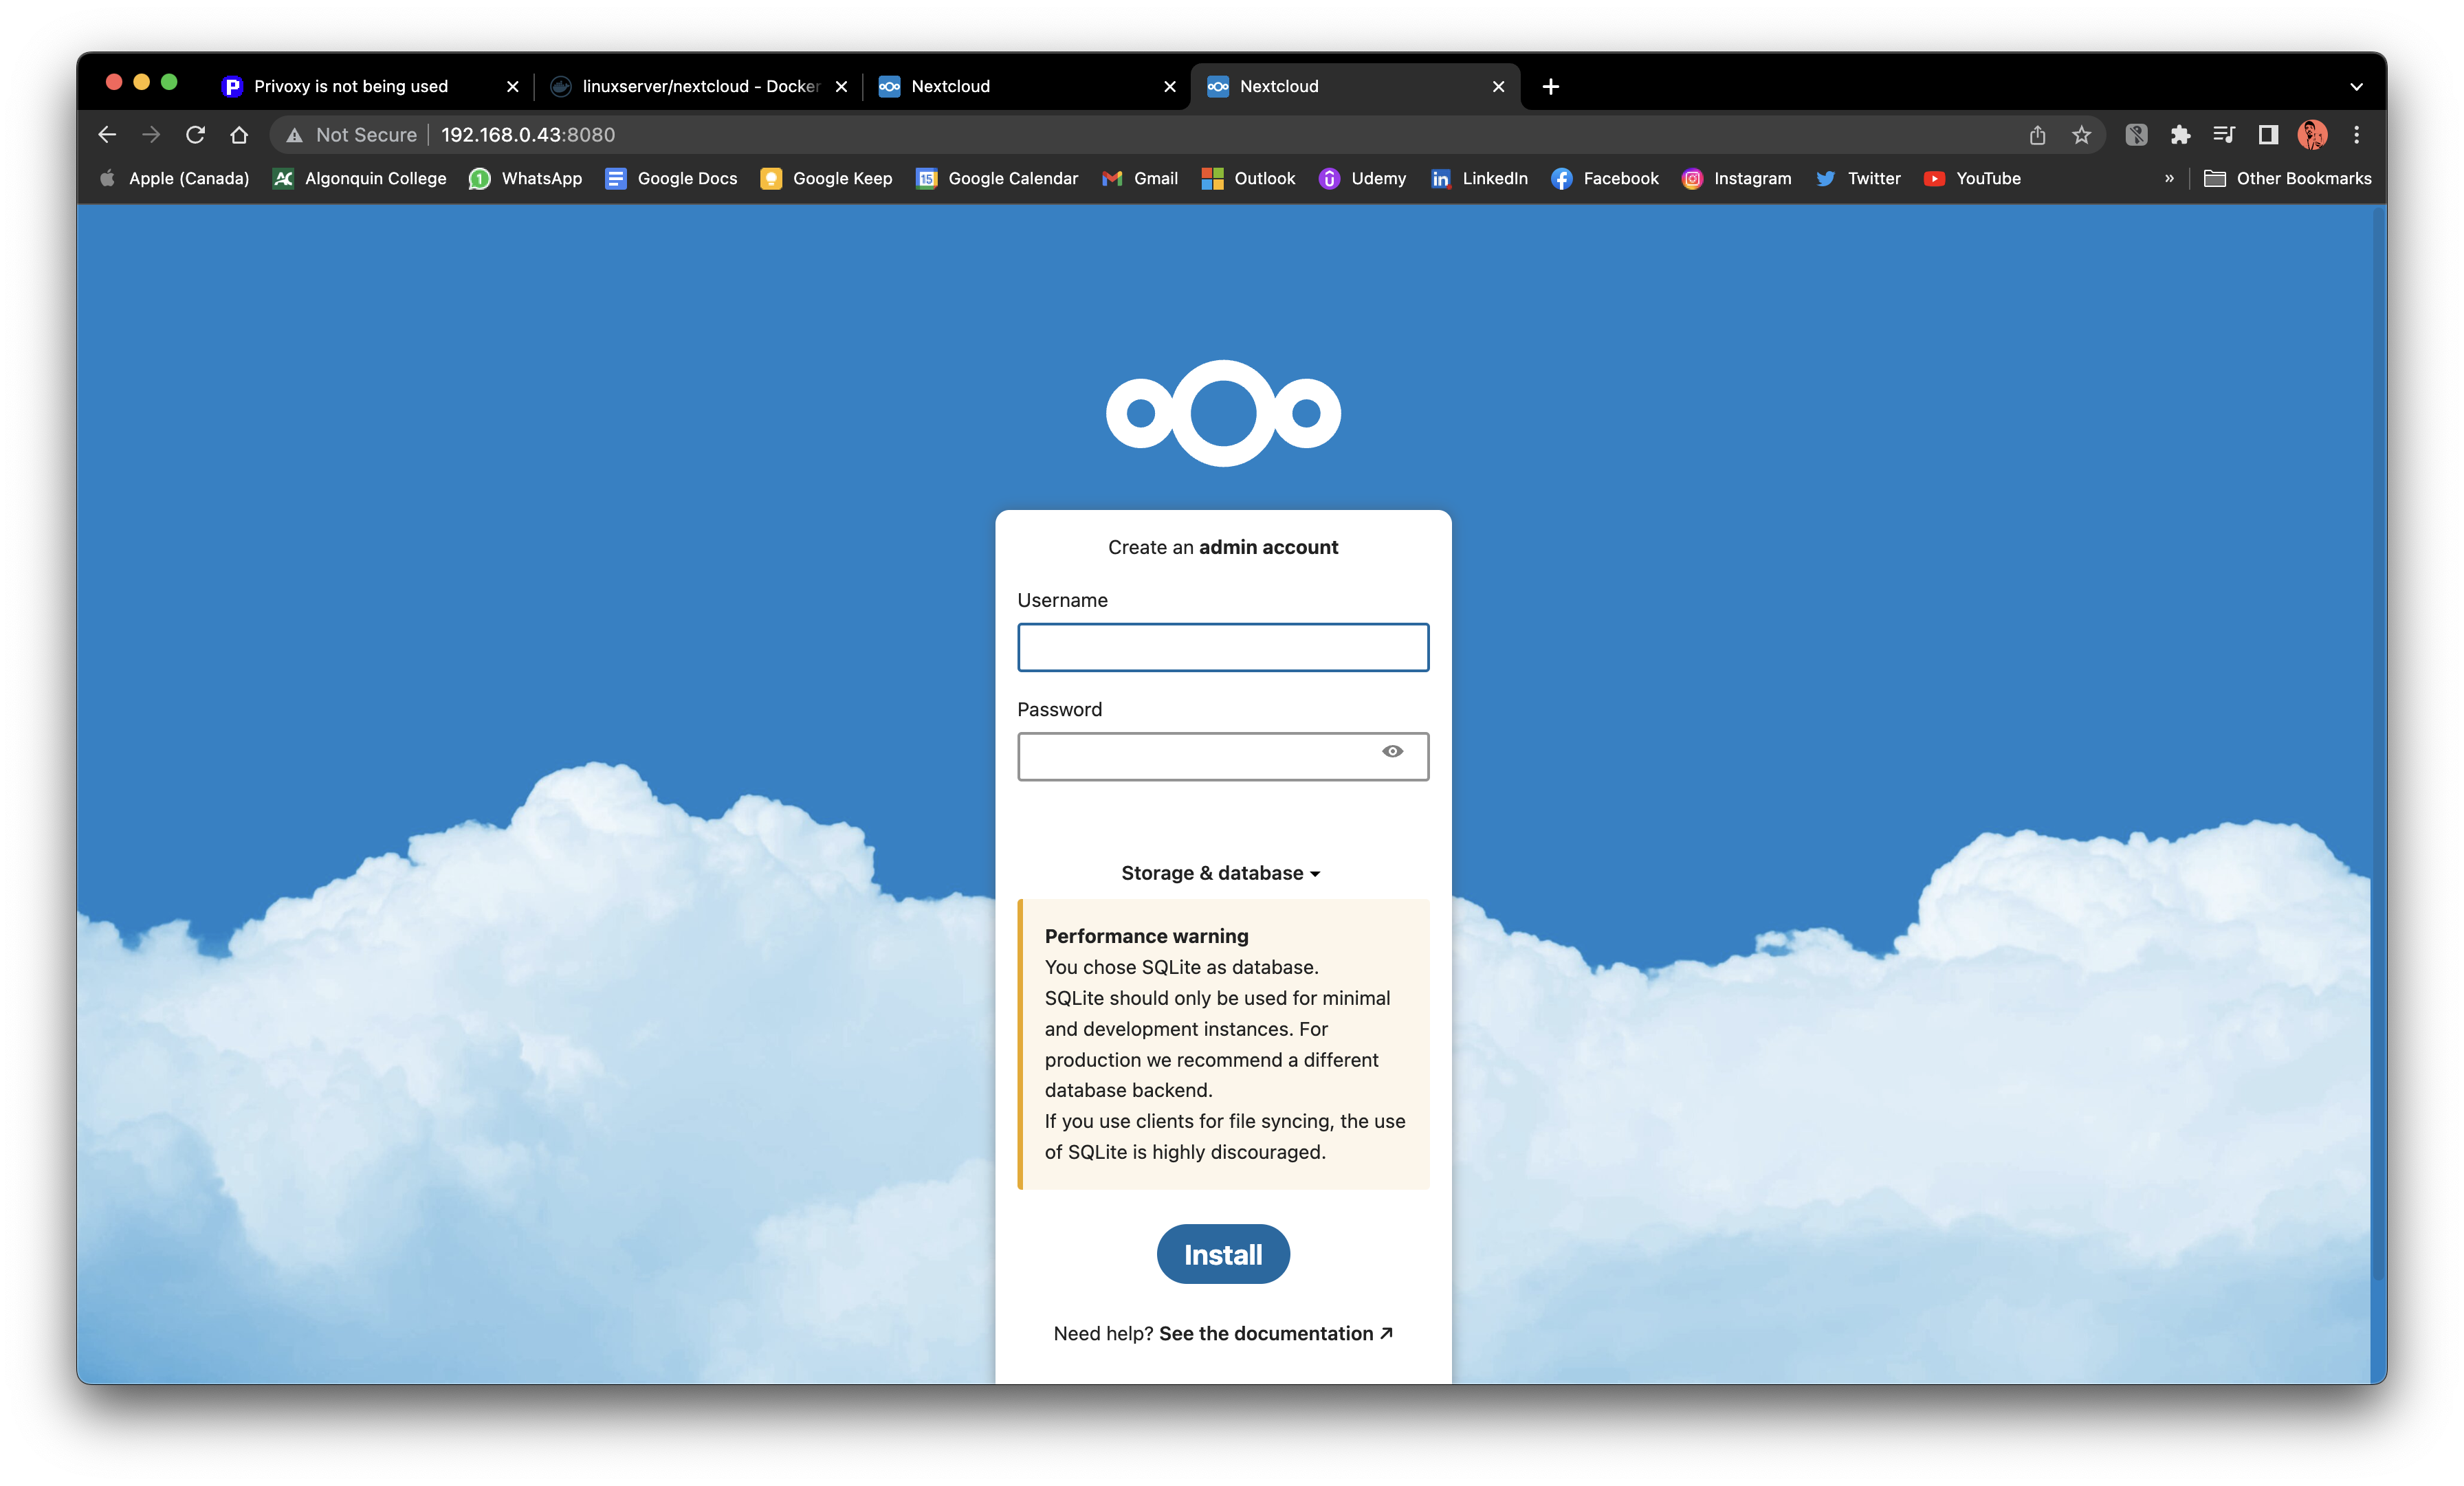 Privoxy is not being used
linuxserver/nextcloud - Docker
Nextcloud
Nextcloud
Not Secure
192.168.0.43:8080
Apple (Canada)
Algonquin College
WhatsApp
Google Docs
Google Keep
Google Calendar
Gmail
Outlook
Udemy
LinkedIn
Facebook
Instagram
Twitter
YouTube
»
Other Bookmarks
Create an admin account
Username
Password
Storage & database
Performance warning
You chose SQLite as database.
SQLite should only be used for minimal
and development instances. For
production we recommend a different
database backend.
If you use clients for file syncing, the use
of SQLite is highly discouraged.
Install
Need help? See the documentation ↗